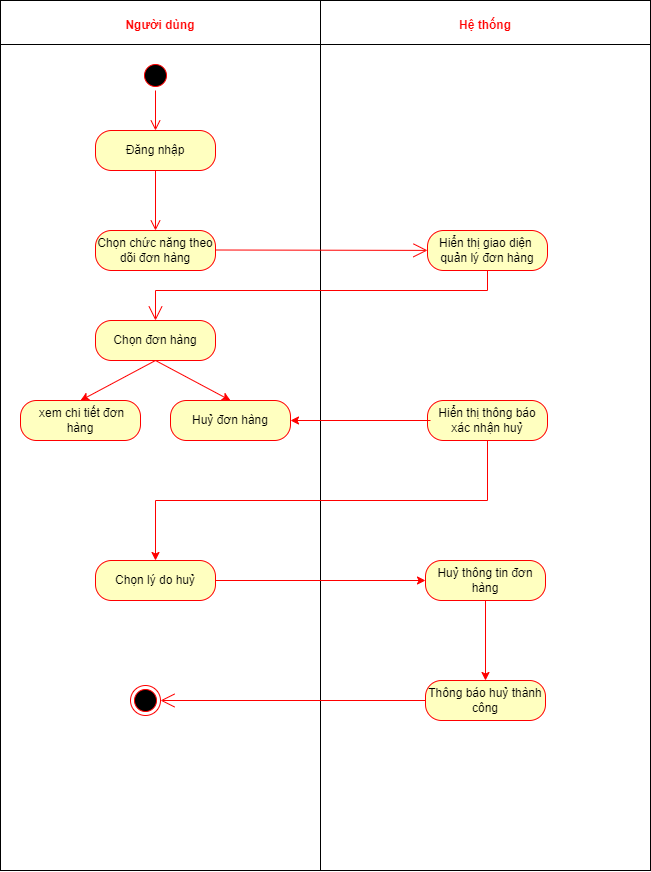 Người dùng
Hệ thống
Đăng nhập
Chọn chức năng theo
dõi đơn hàng
Hiển thị giao diện
quản lý đơn hàng
Chọn đơn hàng
xem chi tiết đơn
hàng
Huỷ đơn hàng
Hiển thị thông báo
xác nhận huỷ
Chọn lý do huỷ
Huỷ thông tin đơn
hàng
Thông báo huỷ thành
công